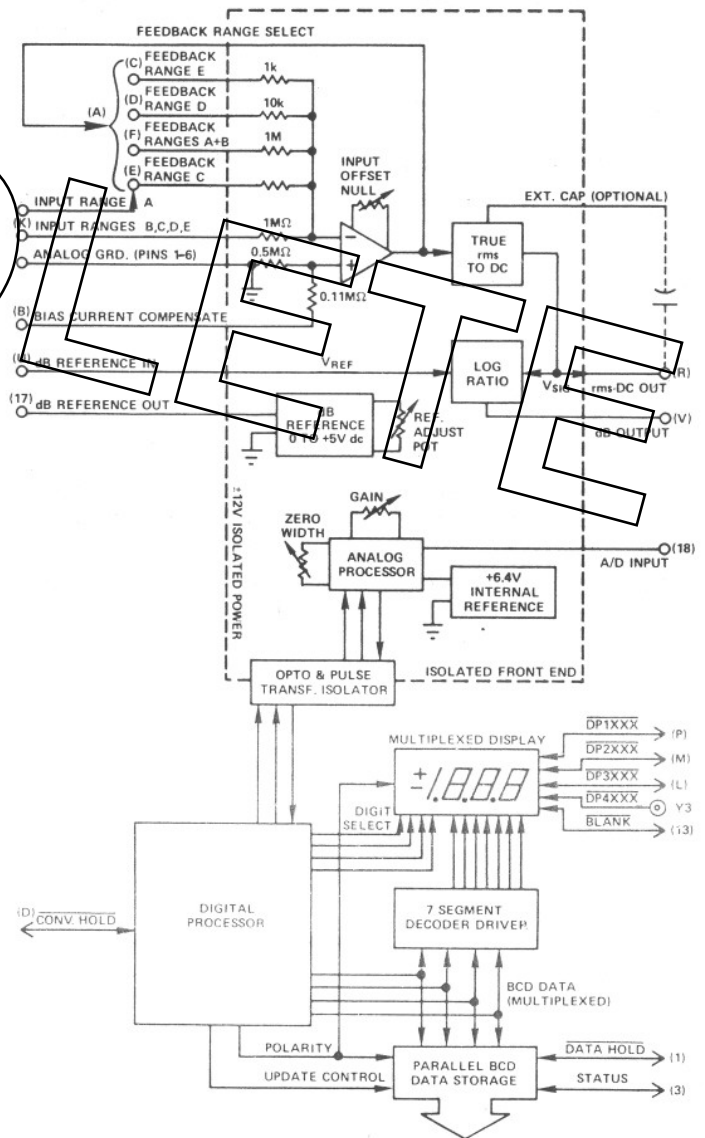 FEEDBACK RANGE SELECT
(C) FEEDBACK RANGE E
1k
(D) FEEDBACK RANGE D
10k
(A)
(F) FEEDBACK RANGES A+B
1M
(E) FEEDBACK RANGE C
INPUT OFFSET NULL
INPUT RANGE A
EXT. CAP (OPTIONAL)
(K) INPUT RANGES B,C,D,E
1MΩ
−
TRUE rms TO DC
ANALOG GRD. (PINS 1–6)
0.5MΩ
+
0.11MΩ
(B) BIAS CURRENT COMPENSATE
LETE
dB REFERENCE IN
VREF
LOG RATIO
VSIG
rms-DC OUT
(R)
(17) dB REFERENCE OUT
dB REFERENCE 0 TO +5V dc
REF. ADJUST POT
(V)
dB OUTPUT
±12V ISOLATED POWER
GAIN
ZERO WIDTH
ANALOG PROCESSOR
(18)
A/D INPUT
+6.4V INTERNAL REFERENCE
OPTO & PULSE TRANSF. ISOLATOR
ISOLATED FRONT END
MULTIPLEXED DISPLAY
+ − 1.8.8.8
DP1XXX (P)
DP2XXX (M)
DP3XXX (L)
DP4XXX Y3
BLANK (13)
DIGIT SELECT
(D) CONV. HOLD
DIGITAL PROCESSOR
7 SEGMENT DECODER DRIVER
BCD DATA (MULTIPLEXED)
POLARITY
UPDATE CONTROL
PARALLEL BCD DATA STORAGE
DATA HOLD (1)
STATUS (3)